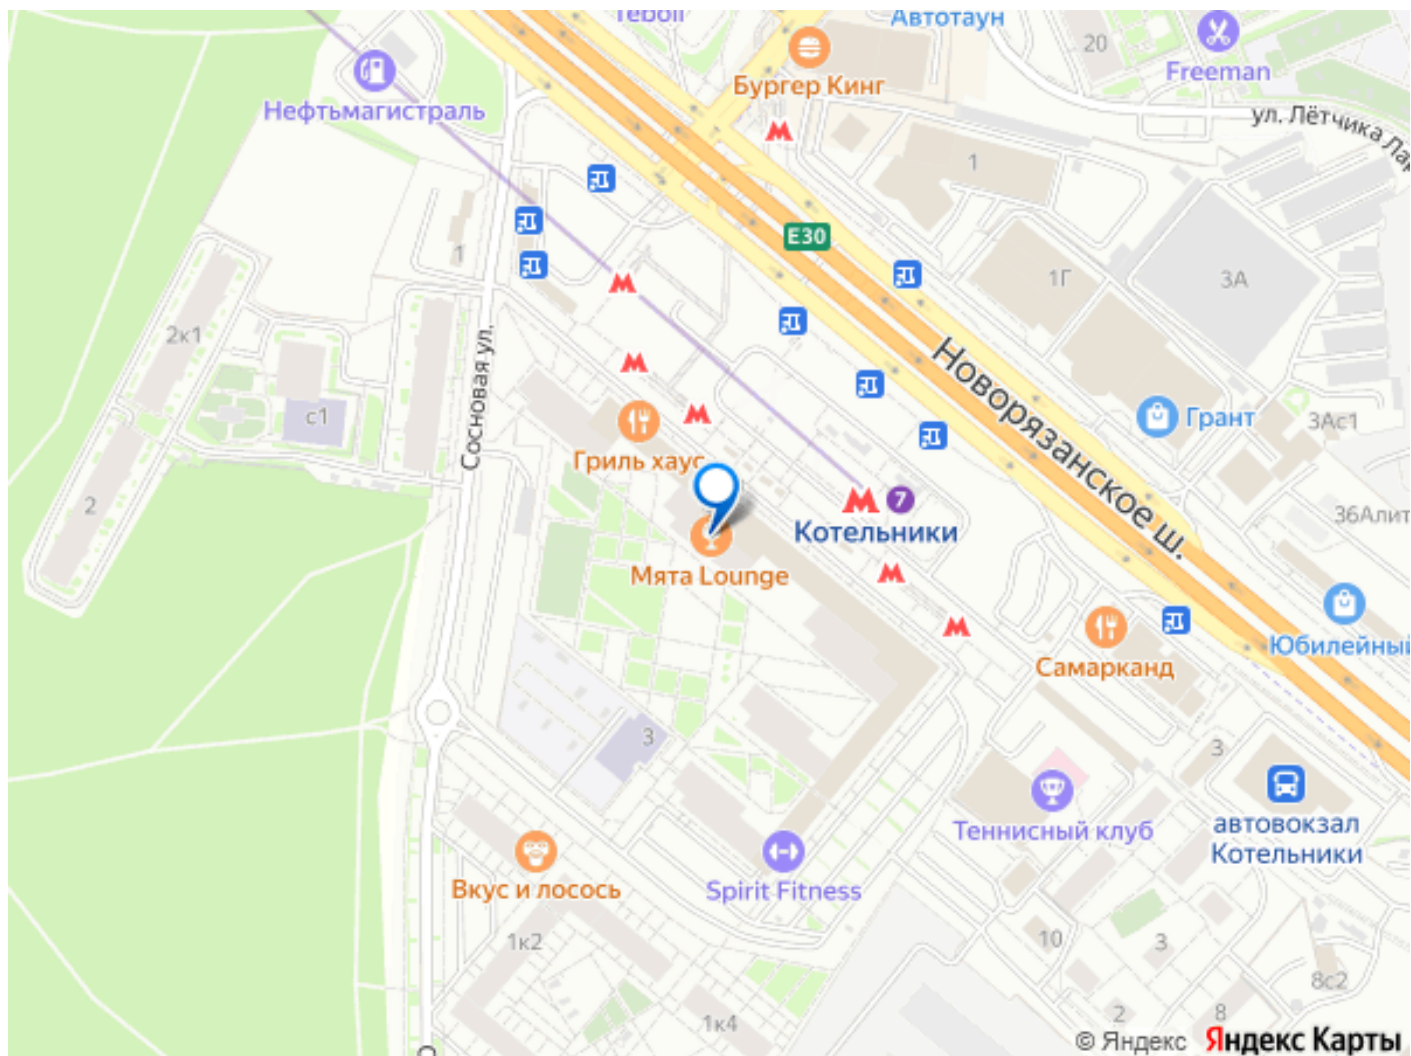 Teboil
Автотаун
20
Freeman
Бургер Кинг
Нефтьмагистраль
ул. Лётчика Лар
1
E30
1
1Г
3А
2к1
Сосновая ул.
Новорязанское ш.
с1
Грант
3Ас1
Гриль хаус
2
7
Котельники
36Алит
Мята Lounge
Юбилейный
Самарканд
3
3
Теннисный клуб
автовокзал
Котельники
Вкус и лосось
Spirit Fitness
1к2
10
3
8с2
2
8
1к4
© Яндекс Яндекс Карты